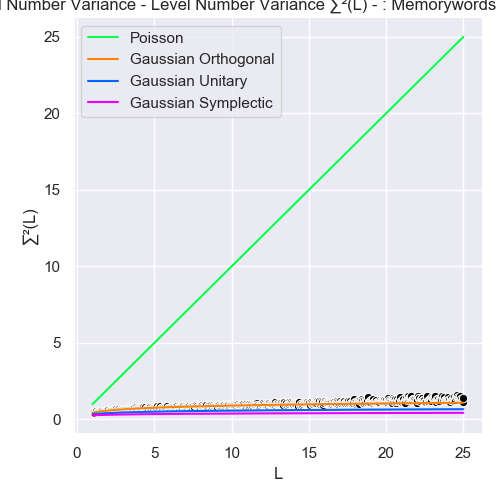 Number Variance - Level Number Variance ∑²(L) - : Memorywords
Poisson
Gaussian Orthogonal
Gaussian Unitary
Gaussian Symplectic
25
20
15
10
5
0
∑²(L)
0 5 10 15 20 25
L